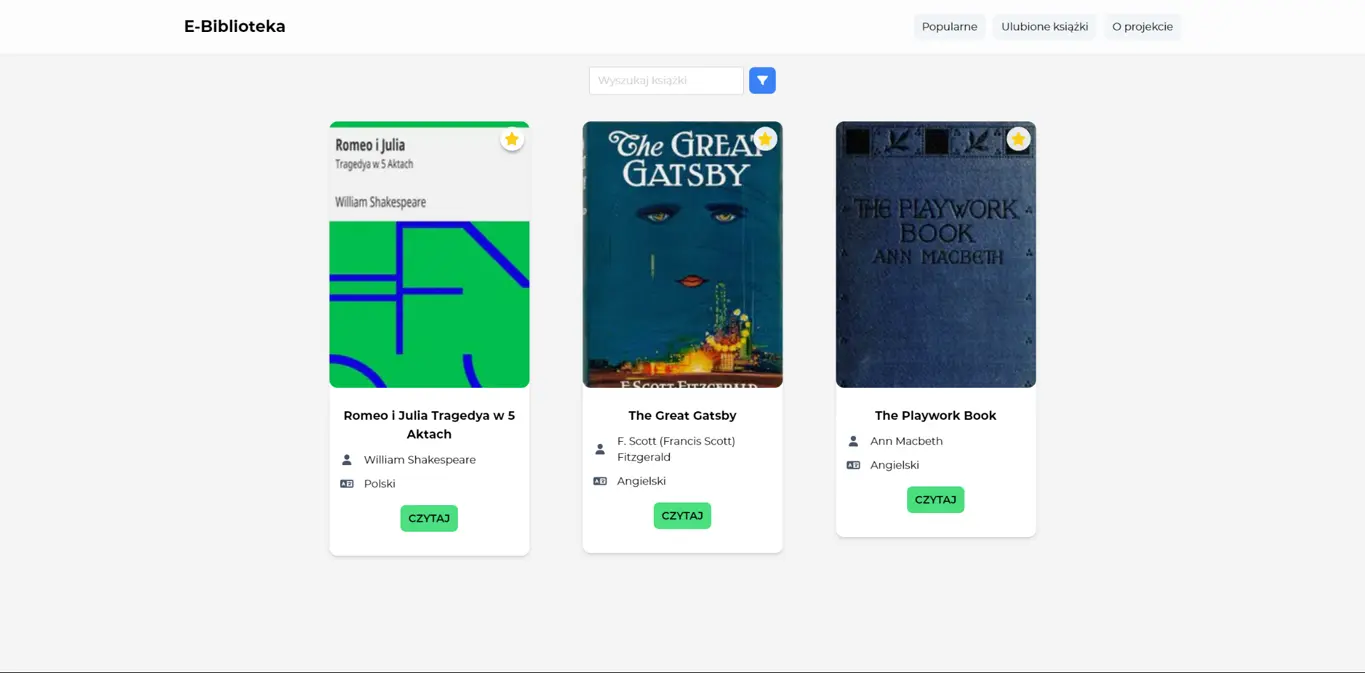 E-Biblioteka
Popularne
Ulubione książki
O projekcie
Wyszukaj książki
Romeo i Julia
Tragedya w 5 Aktach
William Shakespeare
The GREAT
GATSBY
F. SCOTT FITZGERALD
THE PLAYWORK
BOOK
ANN MACBETH
Romeo i Julia Tragedya w 5
Aktach
William Shakespeare
Polski
CZYTAJ
The Great Gatsby
F. Scott (Francis Scott)
Fitzgerald
Angielski
CZYTAJ
The Playwork Book
Ann Macbeth
Angielski
CZYTAJ